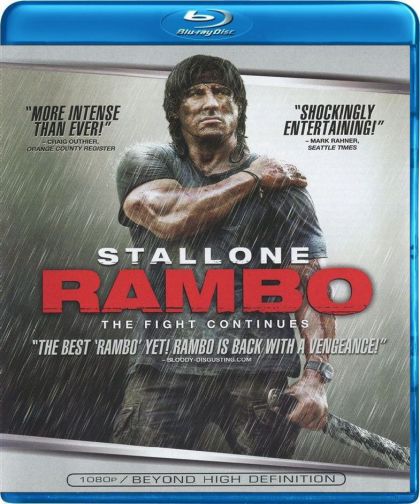 Blu-ray Disc
"MORE INTENSE
THAN EVER!"
– CRAIG OUTHIER,
ORANGE COUNTY REGISTER
"SHOCKINGLY
ENTERTAINING!"
– MARK RAHNER,
SEATTLE TIMES
STALLONE
RAMBO
THE FIGHT CONTINUES
"THE BEST 'RAMBO' YET! RAMBO IS BACK WITH A VENGEANCE!"
– BLOODY-DISGUSTING.COM
1080P / BEYOND HIGH DEFINITION